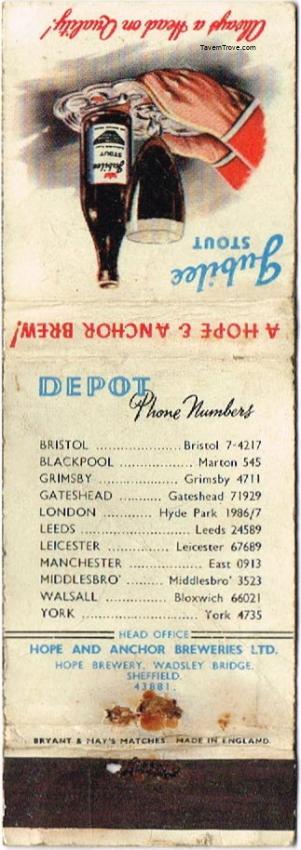 Always a Head on Quality!
TavernTrove.com
Jubilee
STOUT
Jubilee
STOUT
A HOPE & ANCHOR BREW!
DEPOT
Phone Numbers
BRISTOL ........................ Bristol 7-4217
BLACKPOOL .................. Marton 545
GRIMSBY .................... Grimsby 4711
GATESHEAD .......... Gateshead 71929
LONDON ............ Hyde Park 1986/7
LEEDS ............................ Leeds 24589
LEICESTER .............. Leicester 67689
MANCHESTER ................ East 0913
MIDDLESBRO' ......... Middlesbro' 3523
WALSALL ............... Bloxwich 66021
YORK ................................ York 4735
HEAD OFFICE
HOPE AND ANCHOR BREWERIES LTD.
HOPE BREWERY, WADSLEY BRIDGE,
SHEFFIELD.
43881.
BRYANT & MAY'S MATCHES. MADE IN ENGLAND.